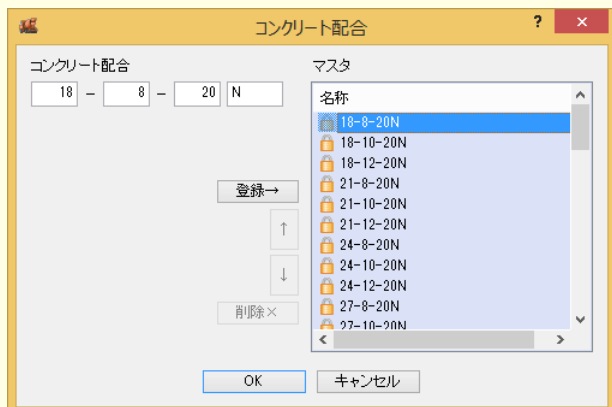 コンクリート配合
?
×
コンクリート配合
18 - 8 - 20 N
マスタ
名称
18-8-20N
18-10-20N
18-12-20N
21-8-20N
21-10-20N
21-12-20N
24-8-20N
24-10-20N
24-12-20N
27-8-20N
27-10-20N
登録→
↑
↓
削除×
OK
キャンセル